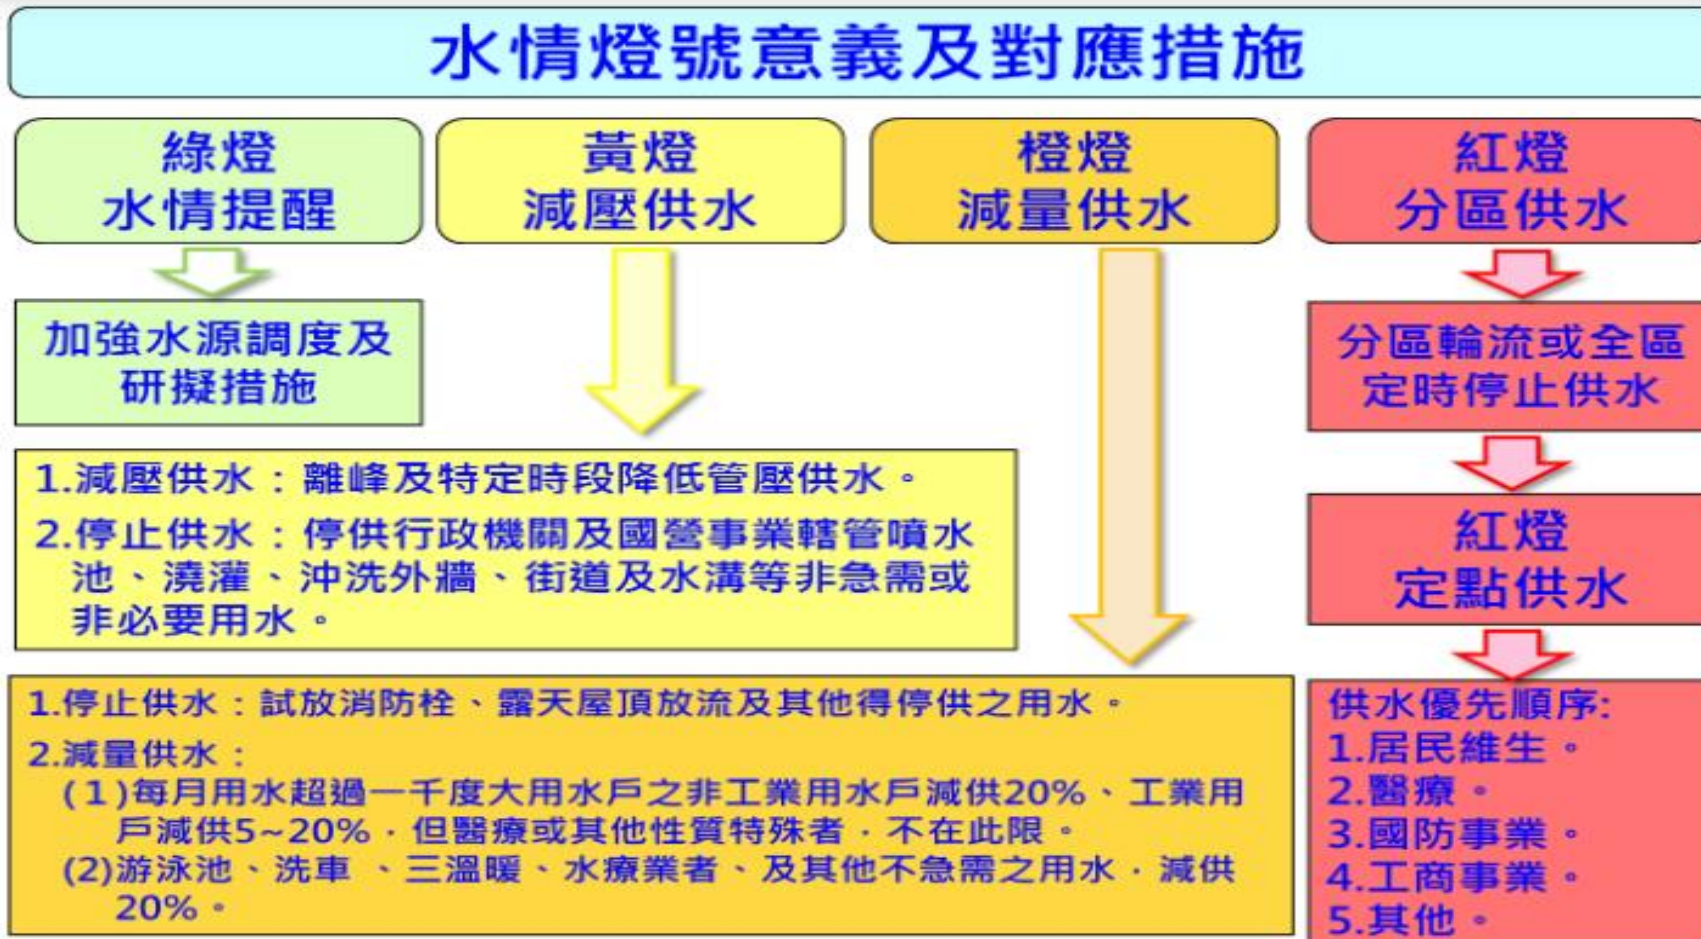 水情燈號意義及對應措施
綠燈
水情提醒
加強水源調度及
研擬措施
黃燈
減壓供水
1.減壓供水：離峰及特定時段降低管壓供水。
2.停止供水：停供行政機關及國營事業轄管噴水
池、澆灌、沖洗外牆、街道及水溝等非急需或
非必要用水。
橙燈
減量供水
1.停止供水：試放消防栓、露天屋頂放流及其他得停供之用水。
2.減量供水：
(1)每月用水超過一千度大用水戶之非工業用水戶減供20%、工業用
戶減供5~20%，但醫療或其他性質特殊者，不在此限。
(2)游泳池、洗車 、三溫暖、水療業者、及其他不急需之用水，減供
20%。
紅燈
分區供水
分區輪流或全區
定時停止供水
紅燈
定點供水
供水優先順序:
1.居民維生。
2.醫療。
3.國防事業。
4.工商事業。
5.其他。